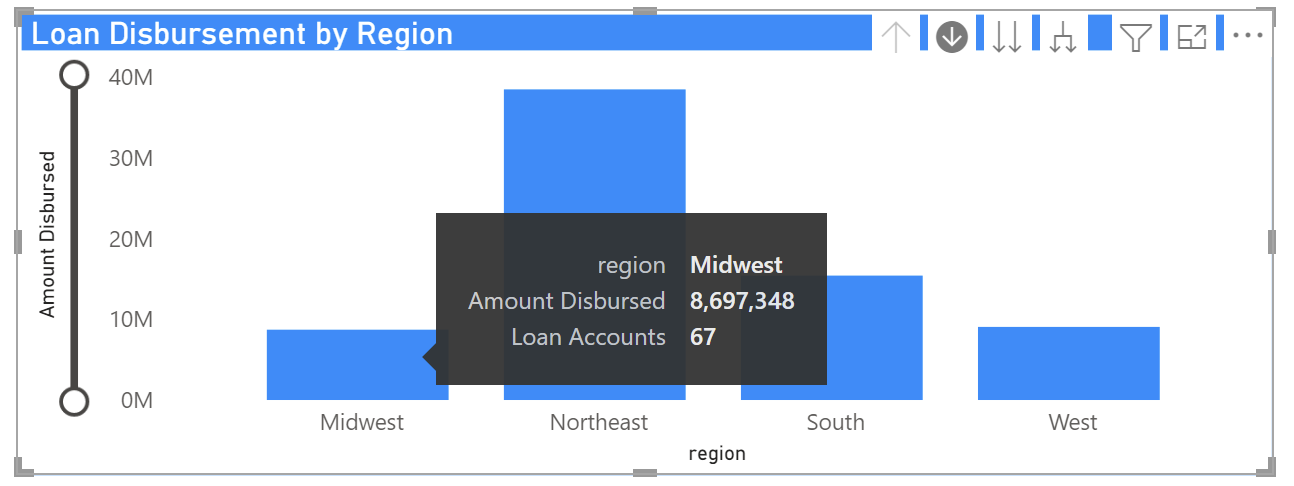 Loan Disbursement by Region
40M
30M
20M
10M
0M
Amount Disbursed
region Midwest
Amount Disbursed 8,697,348
Loan Accounts 67
Midwest Northeast South West
region